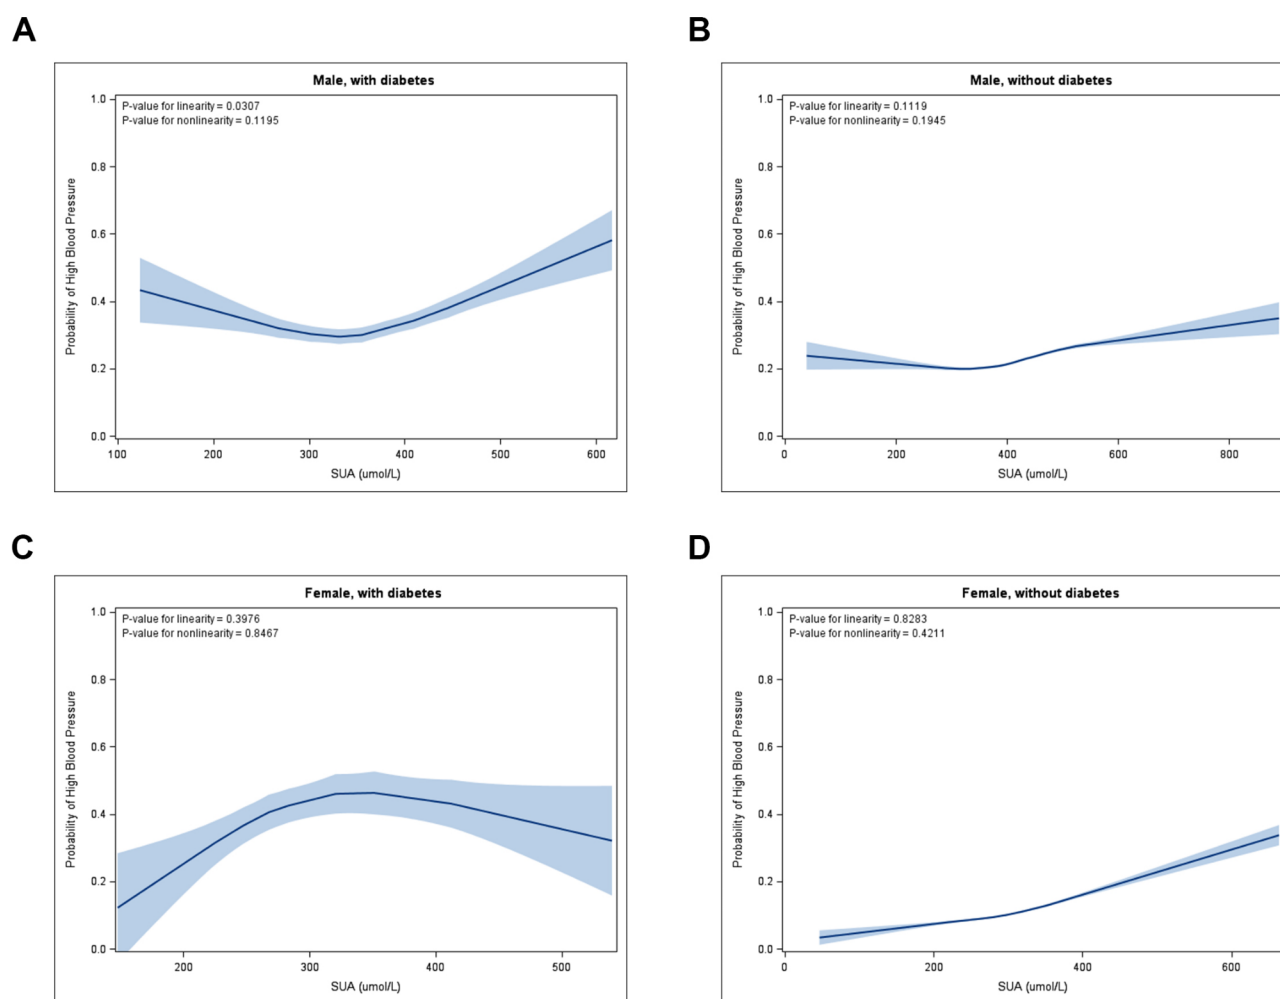 A
Male, with diabetes
P-value for linearity = 0.0307
P-value for nonlinearity = 0.1195
Probability of High Blood Pressure
1.0
0.8
0.6
0.4
0.2
0.0
100 200 300 400 500 600
SUA (umol/L)
B
Male, without diabetes
P-value for linearity = 0.1119
P-value for nonlinearity = 0.1945
Probability of High Blood Pressure
1.0
0.8
0.6
0.4
0.2
0.0
0 200 400 600 800
SUA (umol/L)
C
Female, with diabetes
P-value for linearity = 0.3976
P-value for nonlinearity = 0.8467
Probability of High Blood Pressure
1.0
0.8
0.6
0.4
0.2
0.0
200 300 400 500
SUA (umol/L)
D
Female, without diabetes
P-value for linearity = 0.8283
P-value for nonlinearity = 0.4211
Probability of High Blood Pressure
1.0
0.8
0.6
0.4
0.2
0.0
0 200 400 600
SUA (umol/L)